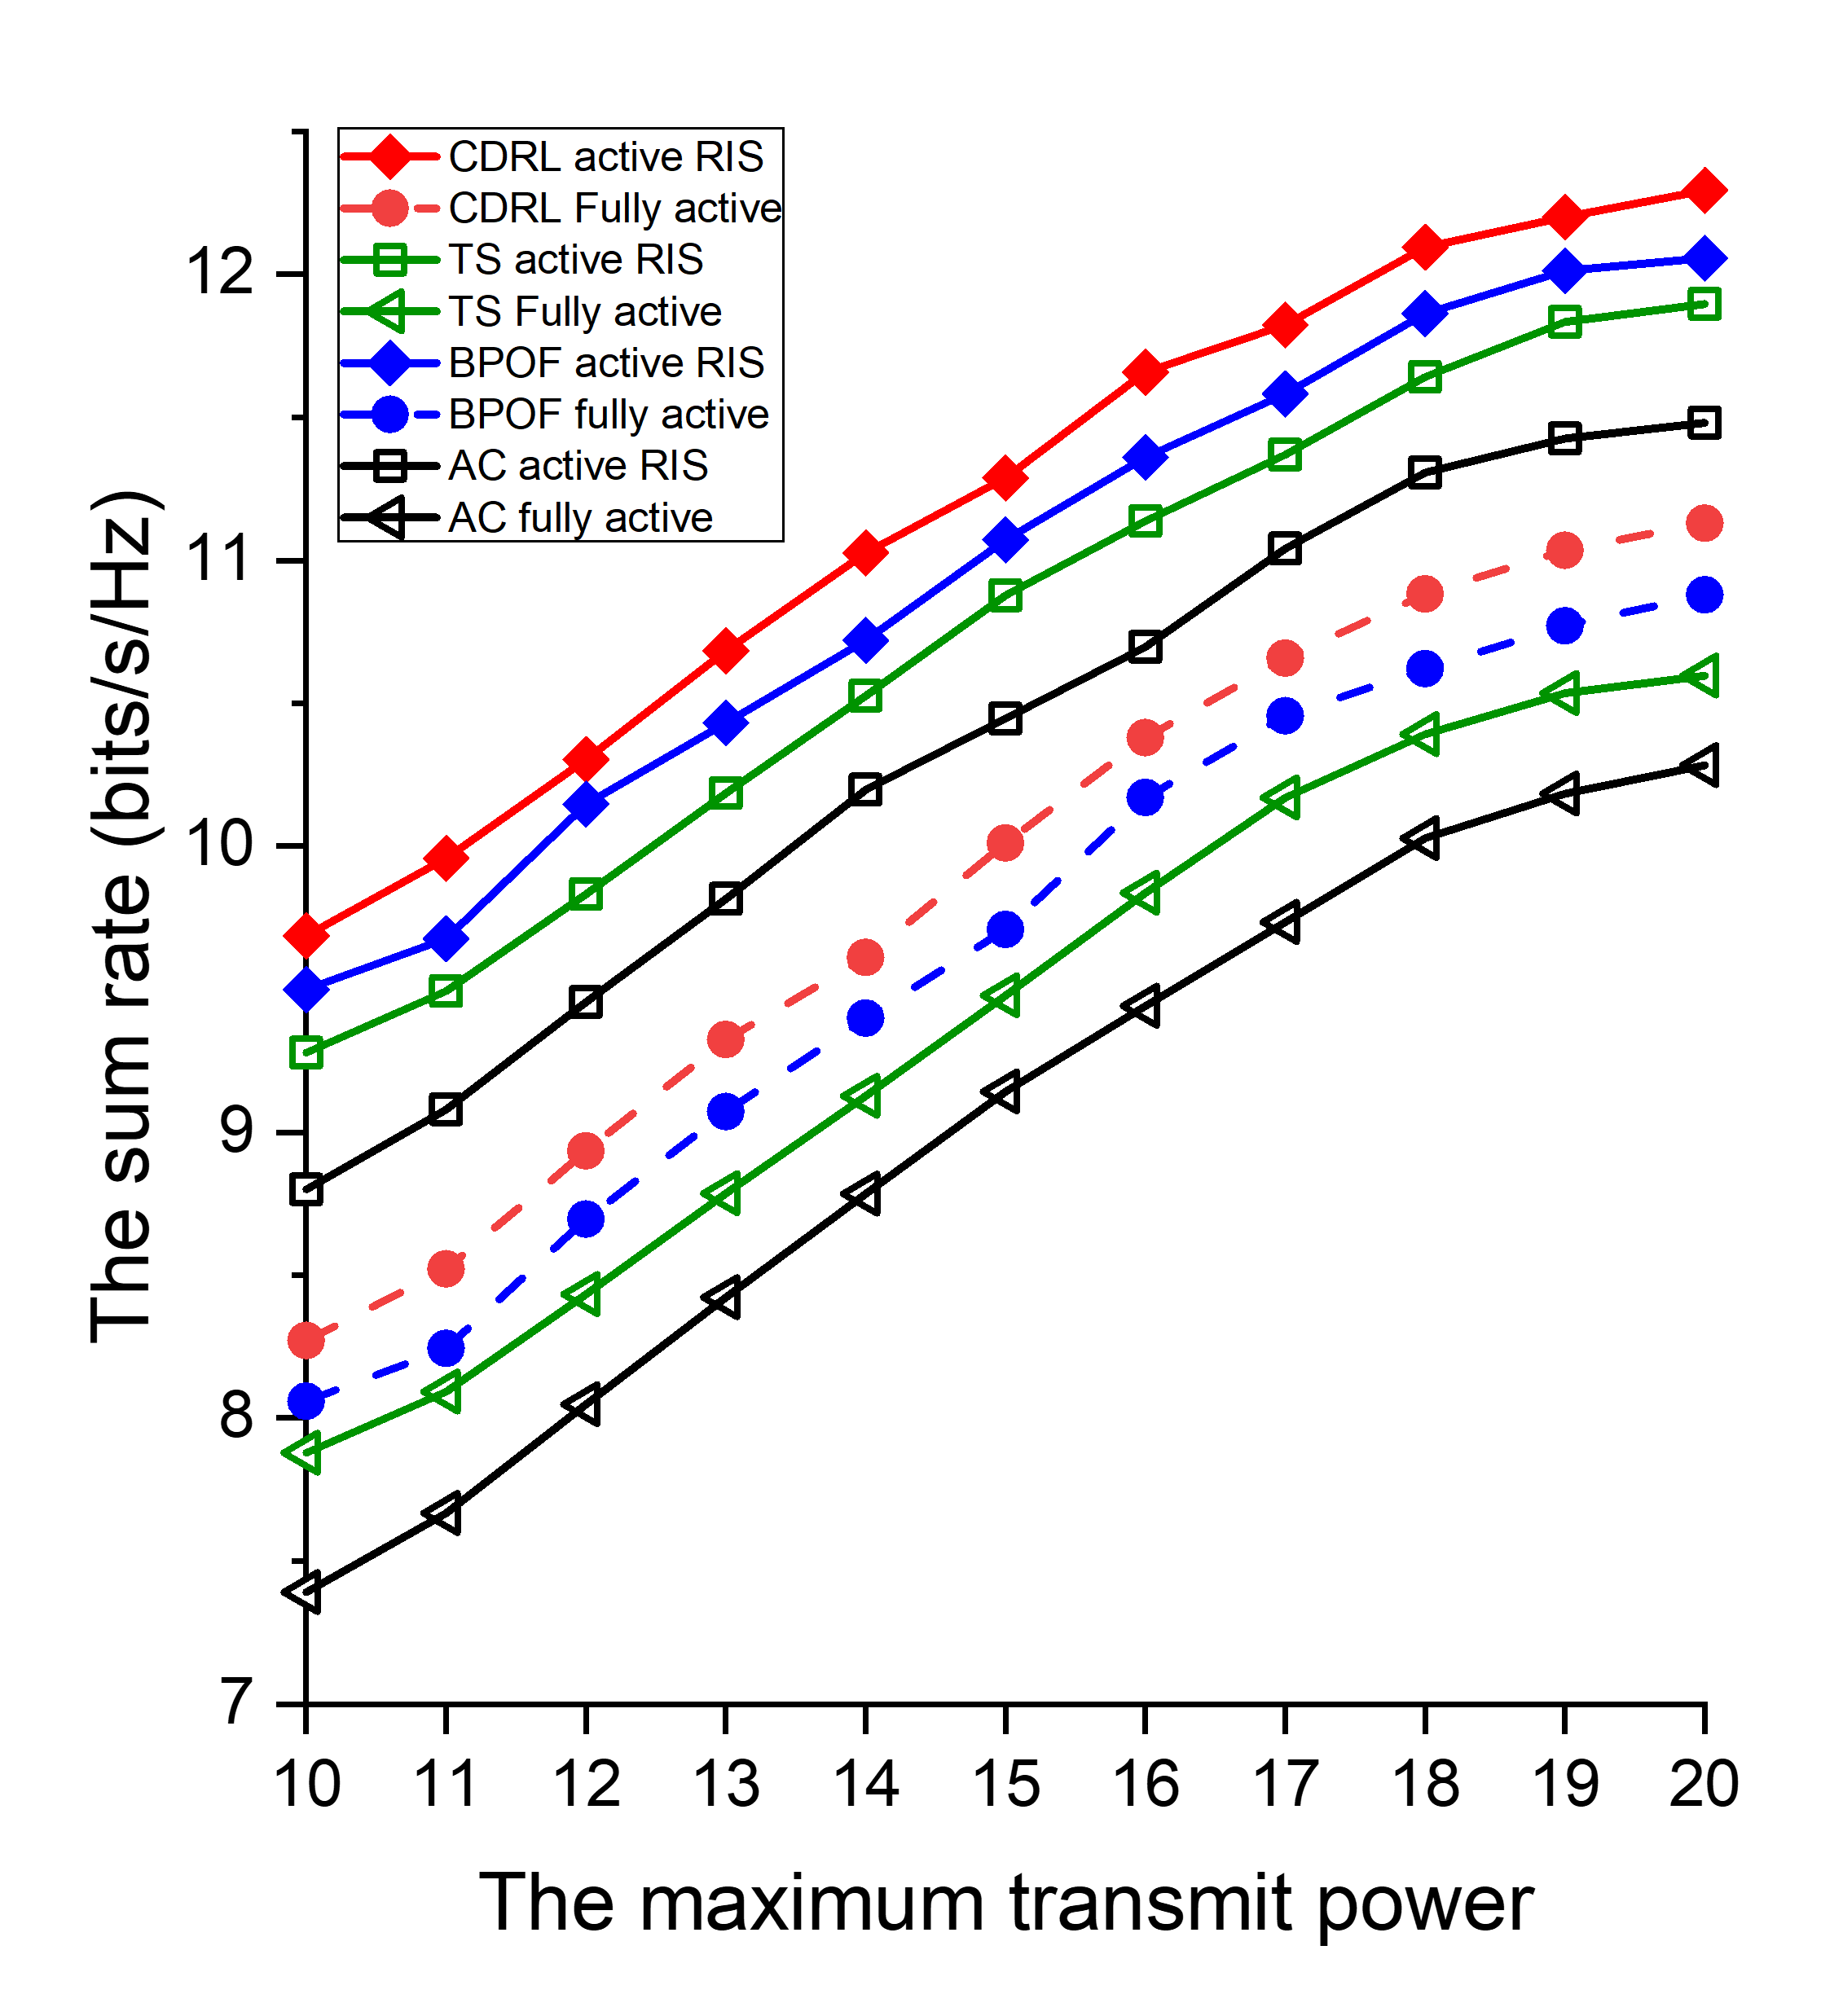 CDRL active RIS
CDRL Fully active
TS active RIS
TS Fully active
BPOF active RIS
BPOF fully active
AC active RIS
AC fully active
The sum rate (bits/s/Hz)
12
11
10
9
8
7
10 11 12 13 14 15 16 17 18 19 20
The maximum transmit power